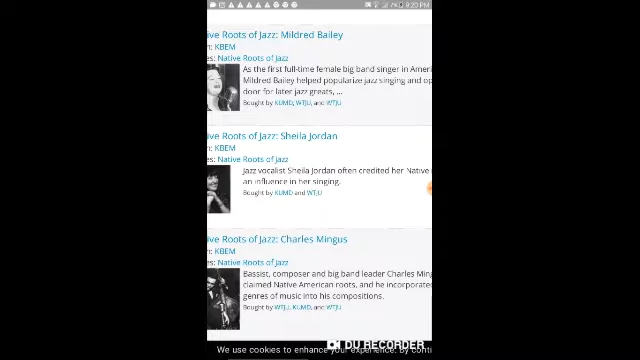 9:20 PM
ive Roots of Jazz: Mildred Bailey
n: KBEM
es: Native Roots of Jazz
As the first full-time female big band singer in Ameri
Mildred Bailey helped popularize jazz singing and op
door for later jazz greats, ...
Bought by KUMD, WTJU, and WTJU
ive Roots of Jazz: Sheila Jordan
n: KBEM
es: Native Roots of Jazz
Jazz vocalist Sheila Jordan often credited her Native
an influence in her singing.
Bought by KUMD and WTJU
ive Roots of Jazz: Charles Mingus
n: KBEM
es: Native Roots of Jazz
Bassist, composer and big band leader Charles Ming
claimed Native American roots, and he incorporated
genres of music into his compositions.
Bought by WTJU, KUMD, and WTJU
DU RECORDER
We use cookies to enhance your experience. By conti